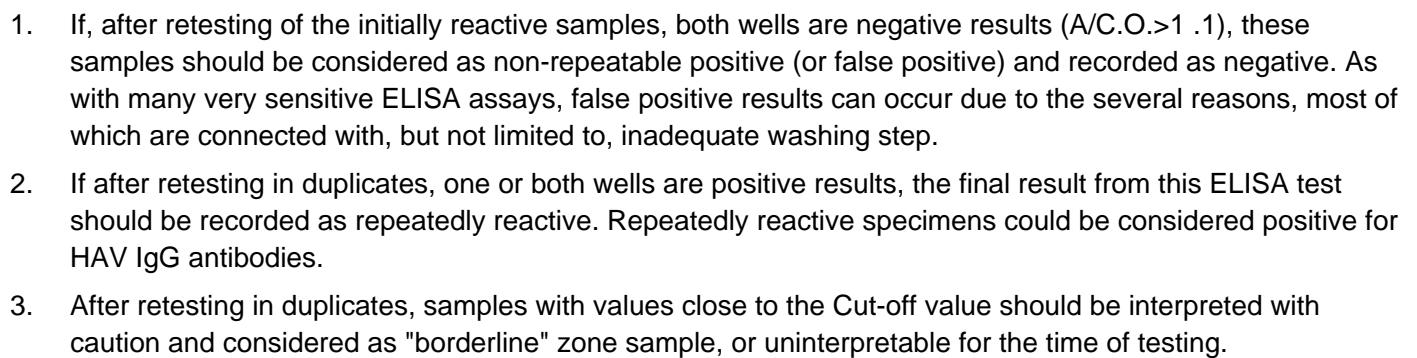 1. If, after retesting of the initially reactive samples, both wells are negative results (A/C.O.>1 .1), these
samples should be considered as non-repeatable positive (or false positive) and recorded as negative. As
with many very sensitive ELISA assays, false positive results can occur due to the several reasons, most of
which are connected with, but not limited to, inadequate washing step.
2. If after retesting in duplicates, one or both wells are positive results, the final result from this ELISA test
should be recorded as repeatedly reactive. Repeatedly reactive specimens could be considered positive for
HAV IgG antibodies.
3. After retesting in duplicates, samples with values close to the Cut-off value should be interpreted with
caution and considered as "borderline" zone sample, or uninterpretable for the time of testing.